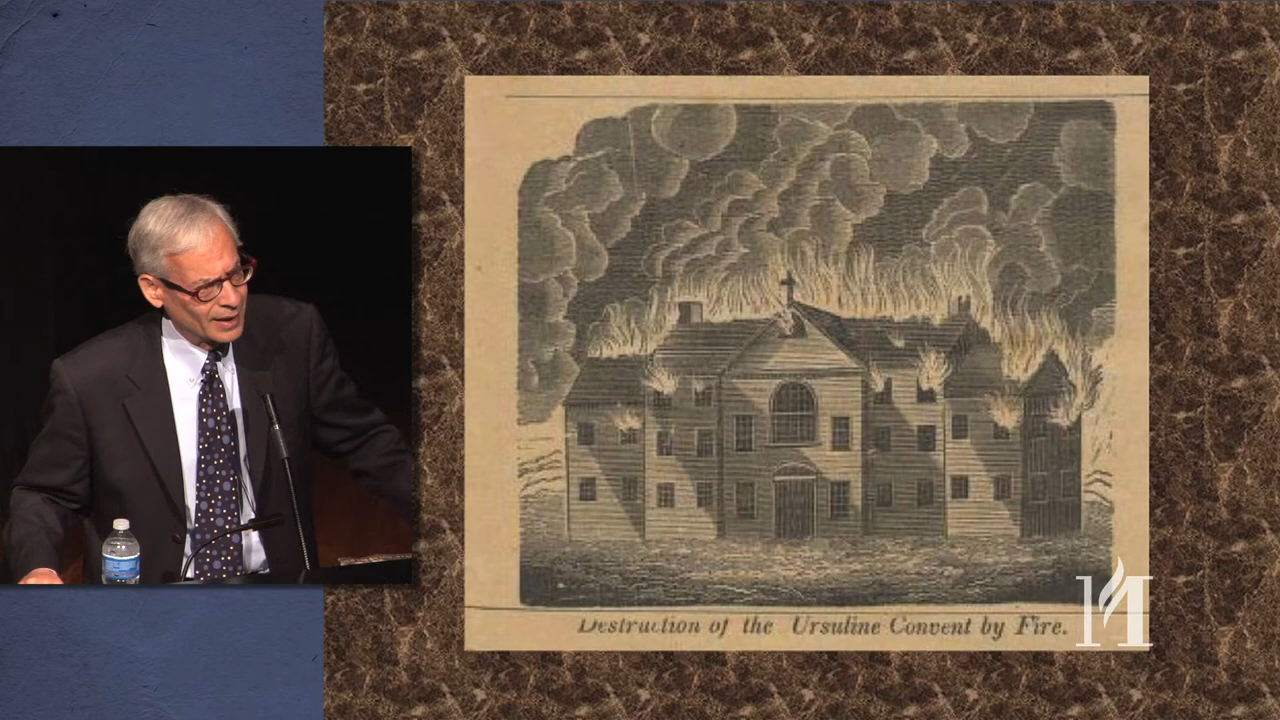 Destruction of the Ursuline Convent by Fire.